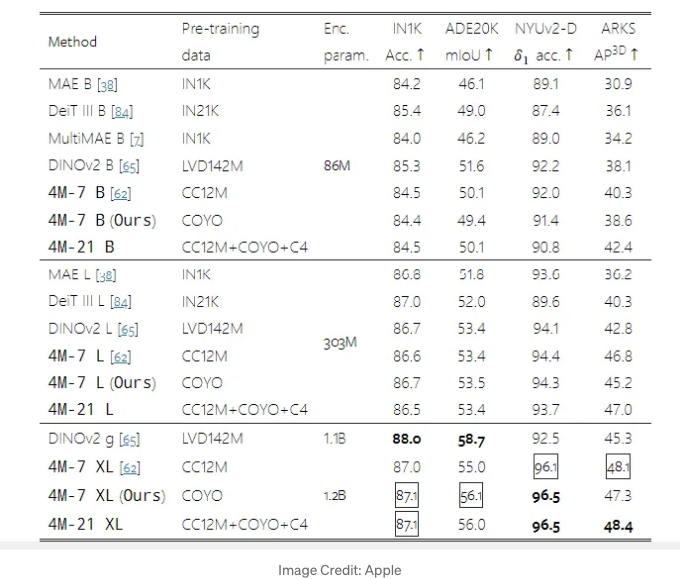 Method Pre-training data Enc. param. IN1K Acc. ↑ ADE20K mIoU ↑ NYUv2-D δ₁ acc. ↑ ARKS AP³ᴰ ↑
MAE B [38] IN1K 84.2 46.1 89.1 30.9
DeiT III B [84] IN21K 85.4 49.0 87.4 36.1
MultiMAE B [7] IN1K 84.0 46.2 89.0 34.2
DINOv2 B [65] LVD142M 86M 85.3 51.6 92.2 38.1
4M-7 B [62] CC12M 84.5 50.1 92.0 40.3
4M-7 B (Ours) COYO 84.4 49.4 91.4 38.6
4M-21 B CC12M+COYO+C4 84.5 50.1 90.8 42.4
MAE L [38] IN1K 86.8 51.8 93.6 36.2
DeiT III L [84] IN21K 87.0 52.0 89.6 40.3
DINOv2 L [65] LVD142M 303M 86.7 53.4 94.1 42.8
4M-7 L [62] CC12M 86.6 53.4 94.4 46.8
4M-7 L (Ours) COYO 86.7 53.5 94.3 45.2
4M-21 L CC12M+COYO+C4 86.5 53.4 93.7 47.0
DINOv2 g [65] LVD142M 1.1B 88.0 58.7 92.5 45.3
4M-7 XL [62] CC12M 87.0 55.0 96.1 48.1
4M-7 XL (Ours) COYO 1.2B 87.1 56.1 96.5 47.3
4M-21 XL CC12M+COYO+C4 87.1 56.0 96.5 48.4
Image Credit: Apple